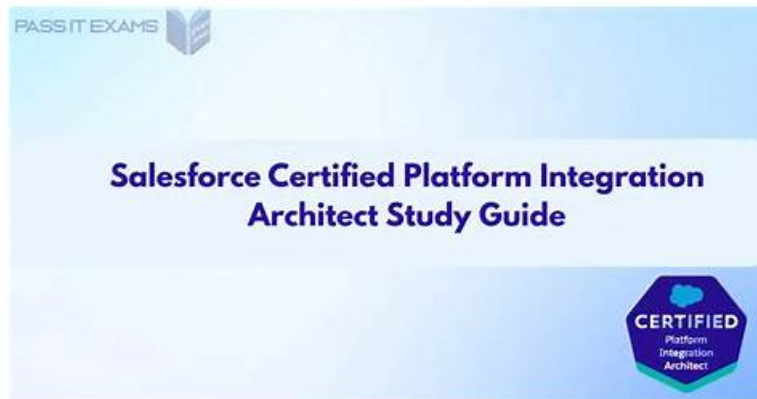 PASS IT EXAMS
Salesforce Certified Platform Integration
Architect Study Guide
CERTIFIED
Platform
Integration
Architect